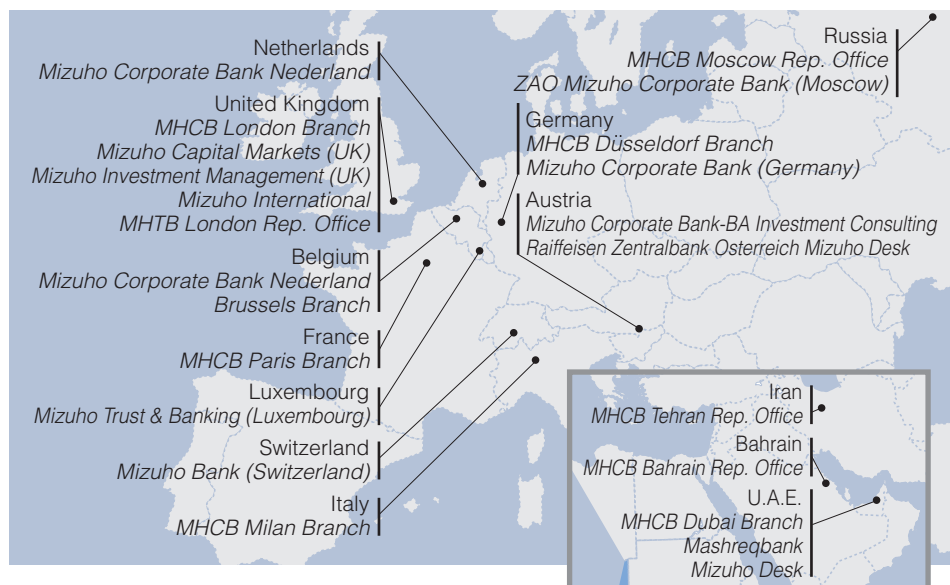 Netherlands
Mizuho Corporate Bank Nederland
United Kingdom
MHCB London Branch
Mizuho Capital Markets (UK)
Mizuho Investment Management (UK)
Mizuho International
MHTB London Rep. Office
Belgium
Mizuho Corporate Bank Nederland
Brussels Branch
France
MHCB Paris Branch
Luxembourg
Mizuho Trust & Banking (Luxembourg)
Switzerland
Mizuho Bank (Switzerland)
Italy
MHCB Milan Branch
Russia
MHCB Moscow Rep. Office
ZAO Mizuho Corporate Bank (Moscow)
Germany
MHCB Düsseldorf Branch
Mizuho Corporate Bank (Germany)
Austria
Mizuho Corporate Bank-BA Investment Consulting
Raiffeisen Zentralbank Osterreich Mizuho Desk
Iran
MHCB Tehran Rep. Office
Bahrain
MHCB Bahrain Rep. Office
U.A.E.
MHCB Dubai Branch
Mashreqbank
Mizuho Desk